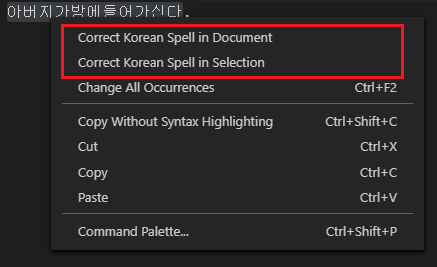 아버지가방에들어가신다.
Correct Korean Spell in Document
Correct Korean Spell in Selection
Change All Occurrences Ctrl+F2
Copy Without Syntax Highlighting Ctrl+Shift+C
Cut Ctrl+X
Copy Ctrl+C
Paste Ctrl+V
Command Palette... Ctrl+Shift+P